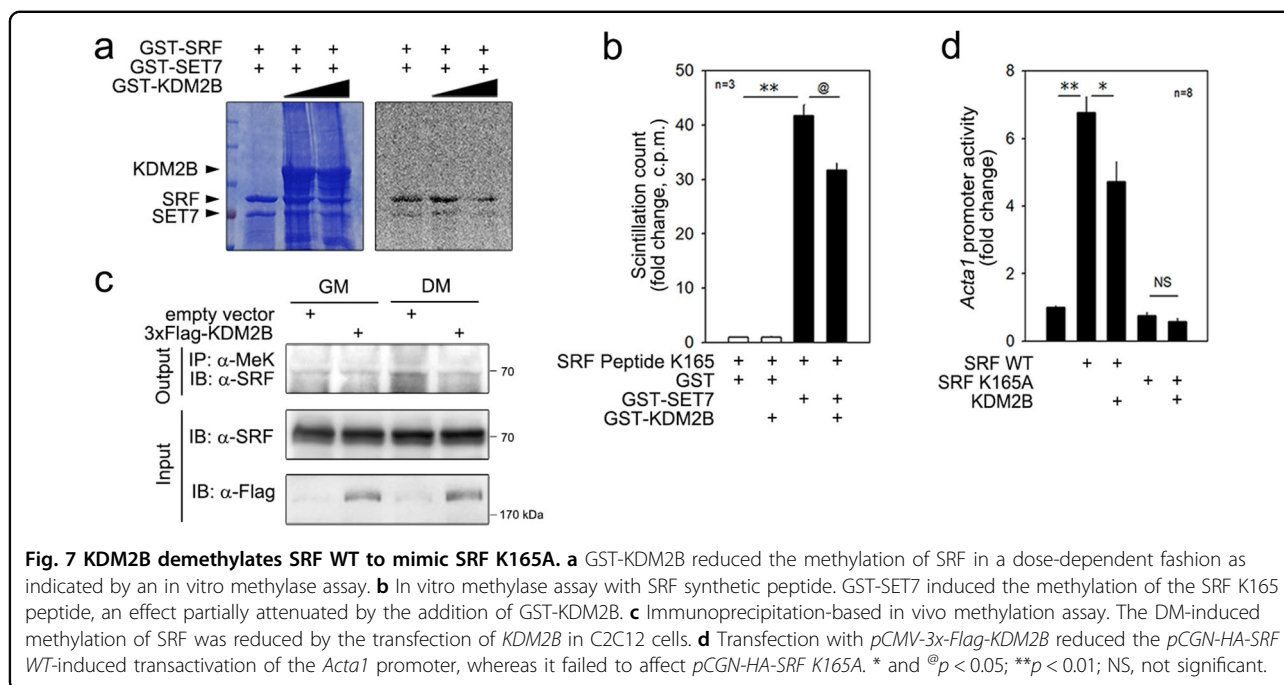 a
GST-SRF + + +
GST-SET7 + + +
GST-KDM2B
KDM2B
SRF
SET7
b
Scintillation count
(fold change, c.p.m.)
50
40
30
20
10
0
n=3
**
@
SRF Peptide K165 + + + +
GST + +
GST-SET7 + +
GST-KDM2B + +
c
GM DM
empty vector + +
3xFlag-KDM2B + +
Output
IP: α-MeK
IB: α-SRF
70
Input
IB: α-SRF
70
IB: α-Flag
170 kDa
d
Acta1 promoter activity
(fold change)
8
6
4
2
0
** *
n=8
NS
SRF WT + +
SRF K165A + +
KDM2B + +
Fig. 7 KDM2B demethylates SRF WT to mimic SRF K165A. a GST-KDM2B reduced the methylation of SRF in a dose-dependent fashion as
indicated by an in vitro methylase assay. b In vitro methylase assay with SRF synthetic peptide. GST-SET7 induced the methylation of the SRF K165
peptide, an effect partially attenuated by the addition of GST-KDM2B. c Immunoprecipitation-based in vivo methylation assay. The DM-induced
methylation of SRF was reduced by the transfection of KDM2B in C2C12 cells. d Transfection with pCMV-3x-Flag-KDM2B reduced the pCGN-HA-SRF
WT-induced transactivation of the Acta1 promoter, whereas it failed to affect pCGN-HA-SRF K165A. * and @p < 0.05; **p < 0.01; NS, not significant.